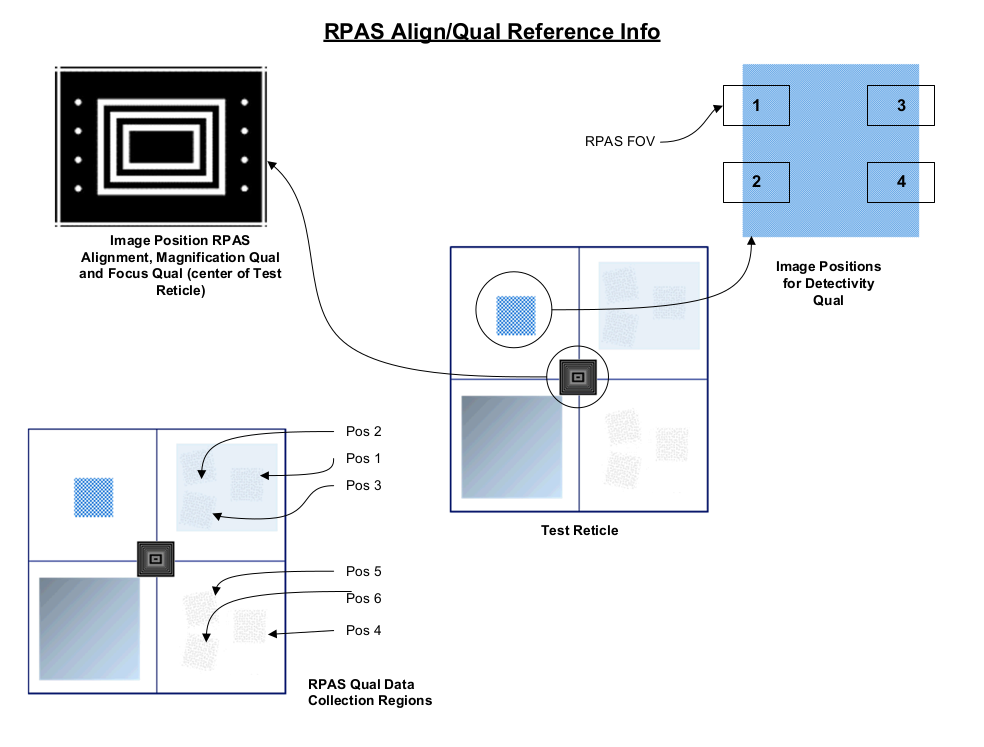 RPAS Align/Qual Reference Info
1
3
RPAS FOV
2
4
Image Position RPAS
Alignment, Magnification Qual
and Focus Qual (center of Test
Reticle)
Image Positions
for Detectivity
Qual
Pos 2
Pos 1
Pos 3
Test Reticle
Pos 5
Pos 6
Pos 4
RPAS Qual Data
Collection Regions